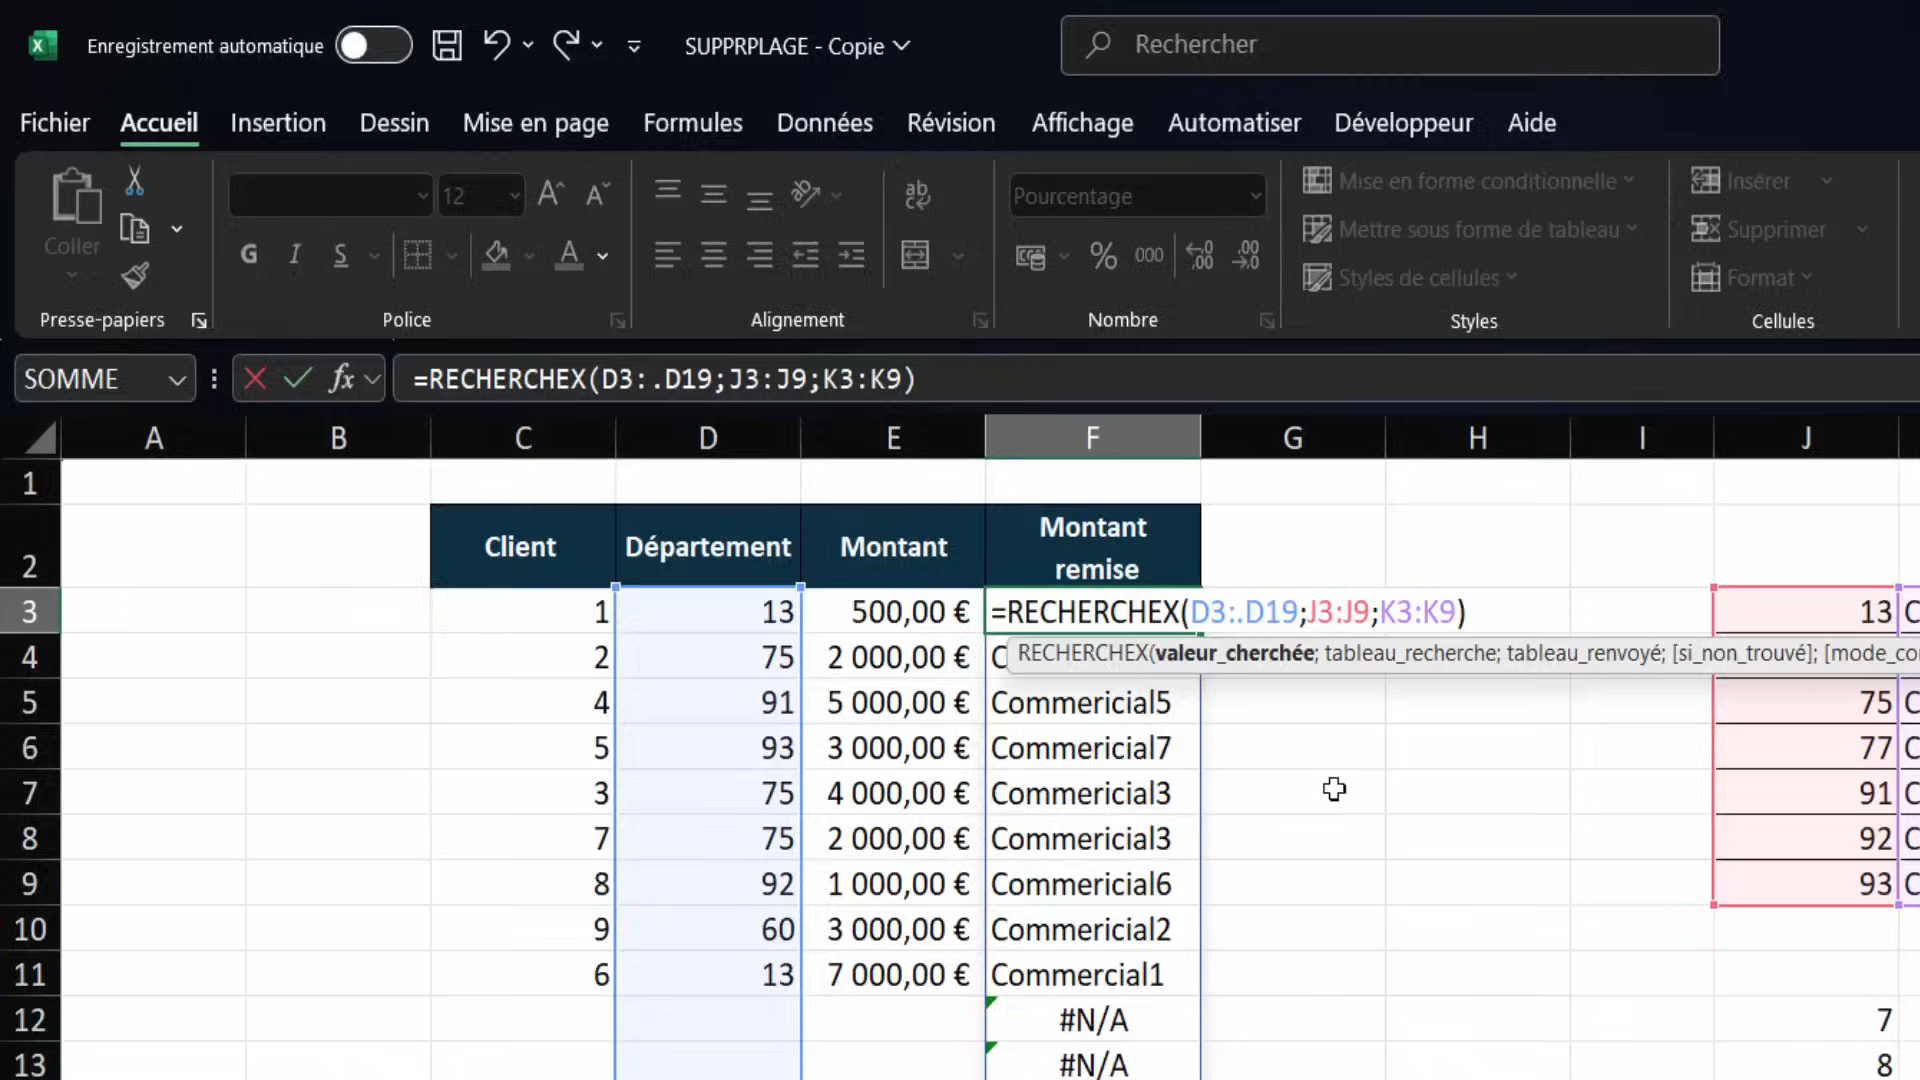 Enregistrement automatique
SUPPRPLAGE - Copie
Rechercher
Fichier Accueil Insertion Dessin Mise en page Formules Données Révision Affichage Automatiser Développeur Aide
Coller
12
G I S
Pourcentage
% 000
Mise en forme conditionnelle
Mettre sous forme de tableau
Styles de cellules
Insérer
Supprimer
Format
Presse-papiers Police Alignement Nombre Styles Cellules
SOMME
fx
=RECHERCHEX(D3:.D19;J3:J9;K3:K9)
A B C D E F G H I J
1
2 Client Département Montant Montant remise
3 1 13 500,00 € =RECHERCHEX(D3:.D19;J3:J9;K3:K9) 13 C
RECHERCHEX(valeur_cherchée; tableau_recherche; tableau_renvoyé; [si_non_trouvé];
4 2 75 2 000,00 € C
5 4 91 5 000,00 € Commericial5 75 C
6 5 93 3 000,00 € Commericial7 77 C
7 3 75 4 000,00 € Commericial3 91 C
8 7 75 2 000,00 € Commericial3 92 C
9 8 92 1 000,00 € Commericial6 93 C
10 9 60 3 000,00 € Commericial2
11 6 13 7 000,00 € Commercial1
12 #N/A 7
13 #N/A 8